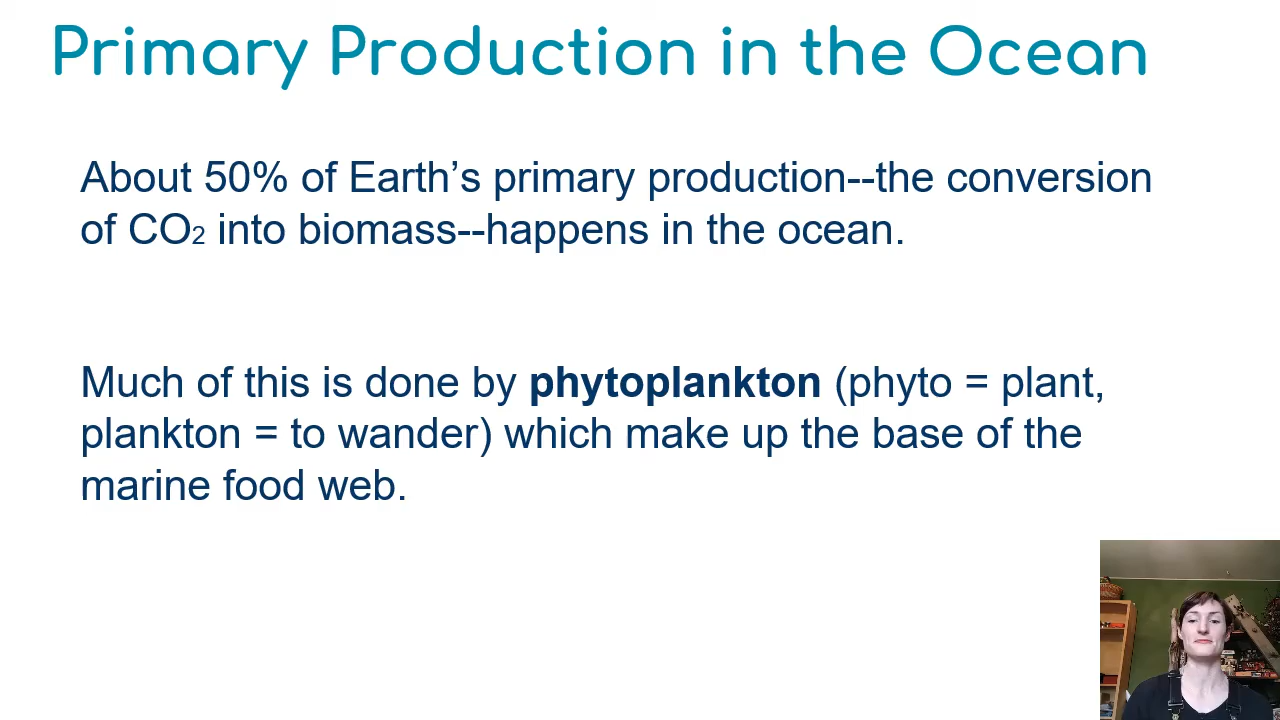 Primary Production in the Ocean
About 50% of Earth’s primary production--the conversion
of CO₂ into biomass--happens in the ocean.
Much of this is done by phytoplankton (phyto = plant,
plankton = to wander) which make up the base of the
marine food web.